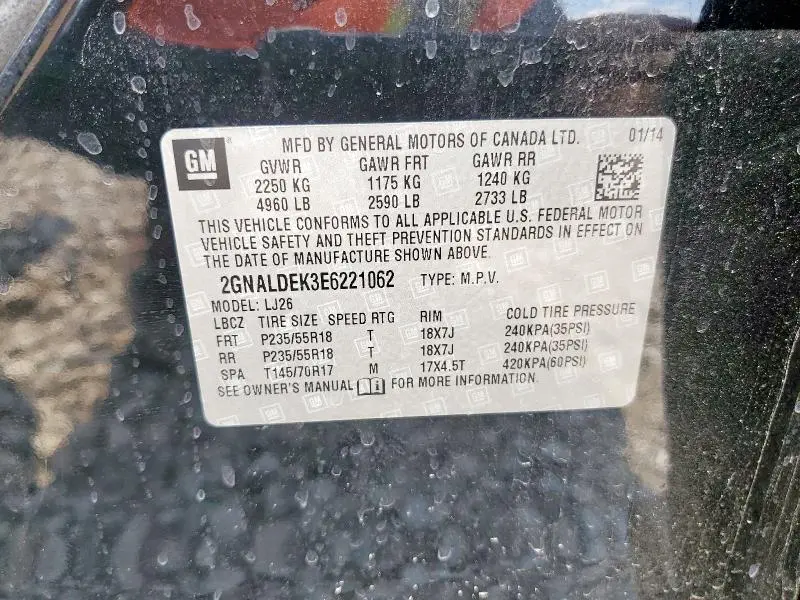 GM
MFD BY GENERAL MOTORS OF CANADA LTD. 01/14
GVWR GAWR FRT GAWR RR
2250 KG 1175 KG 1240 KG
4960 LB 2590 LB 2733 LB
THIS VEHICLE CONFORMS TO ALL APPLICABLE U.S. FEDERAL MOTOR
VEHICLE SAFETY AND THEFT PREVENTION STANDARDS IN EFFECT ON
THE DATE OF MANUFACTURE SHOWN ABOVE.
2GNALDEK3E6221062 TYPE: M.P.V.
MODEL: LJ26
LBCZ TIRE SIZE SPEED RTG RIM COLD TIRE PRESSURE
FRT P235/55R18 T 18X7J 240KPA(35PSI)
RR P235/55R18 T 18X7J 240KPA(35PSI)
SPA T145/70R17 M 17X4.5T 420KPA(60PSI)
SEE OWNER'S MANUAL FOR MORE INFORMATION.